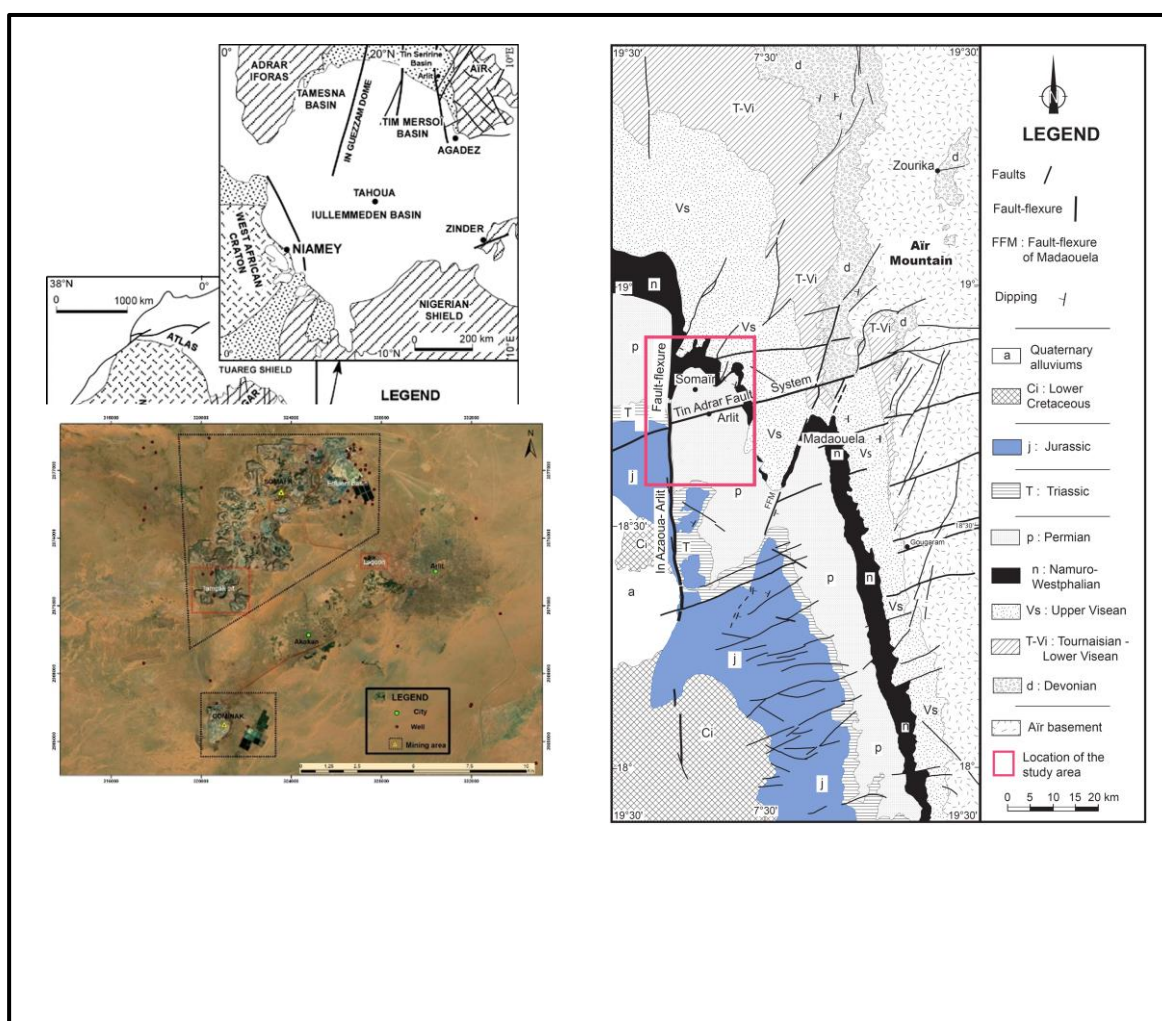 0°
20°N
10°E
ADRAR
IFORAS
Tin Seririne
Basin
Arlit
AÏR
TAMESNA
BASIN
IN GUEZZAM DOME
TIM MERSOI
BASIN
AGADEZ
TAHOUA
IULLEMMEDEN BASIN
ZINDER
WEST AFRICAN
CRATON
NIAMEY
NIGERIAN
SHIELD
0 200 km
0°
10°N
10°E
38°N
0°
0 1000 km
ATLAS
TUAREG SHIELD
LEGEND
N
SOMAIR
Arlit
Akokan
COMINAK
LEGEND
City
Well
Mining area
19°30'
7°30'
19°30'
d
T-Vi
d
Zourika
Vs
Aïr
Mountain
T-Vi
d
n
19°
19°
T-Vi
d
p
Vs
Fault-flexure
Somaïr
System
Tin Adrar Fault
Arlit
T
Vs
Madaouela
n
Vs
j
p
FFM
In Azaoua- Arlit
18°30'
18°30'
Ci
T
Gougaram
a
p
n
Vs
j
Ci
Vs
n
p
18°
18°
j
19°30'
7°30'
19°30'
N
LEGEND
Faults
Fault-flexure
FFM : Fault-flexure
of Madaouela
Dipping
a Quaternary
alluviums
Ci : Lower
Cretaceous
j : Jurassic
T : Triassic
p : Permian
n : Namuro-
Westphalian
Vs : Upper Visean
T-Vi : Tournaisian -
Lower Visean
d : Devonian
Aïr basement
Location of the
study area
0 5 10 15 20 km